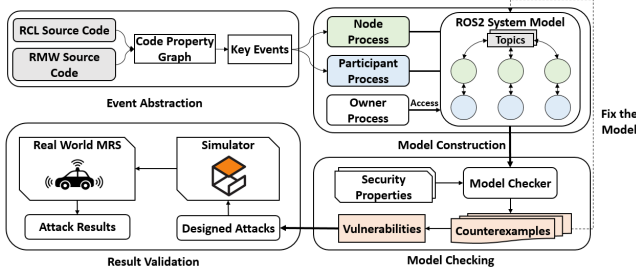 RCL Source Code
RMW Source
Code
Code Property
Graph
Key Events
Event Abstraction
Node
Process
Participant
Process
Owner
Process
Access
ROS2 System Model
Topics
Model Construction
Fix the
Model
Real World MRS
Simulator
Attack Results
Designed Attacks
Result Validation
Security
Properties
Model Checker
Vulnerabilities
Counterexamples
Model Checking